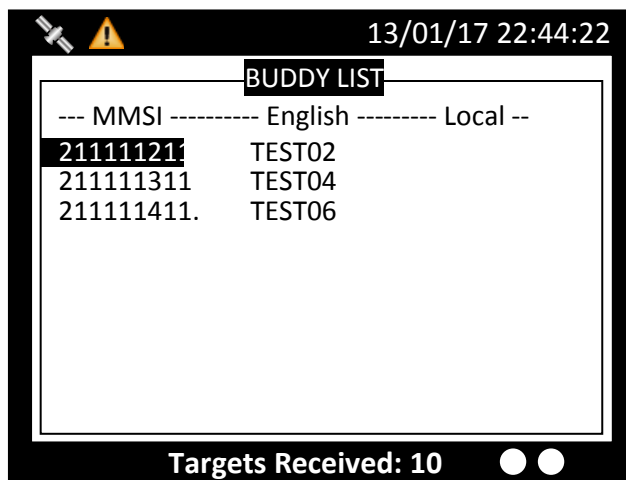 13/01/17 22:44:22
BUDDY LIST
--- MMSI ---------- English --------- Local --
211111211 TEST02
211111311 TEST04
211111411. TEST06
Targets Received: 10